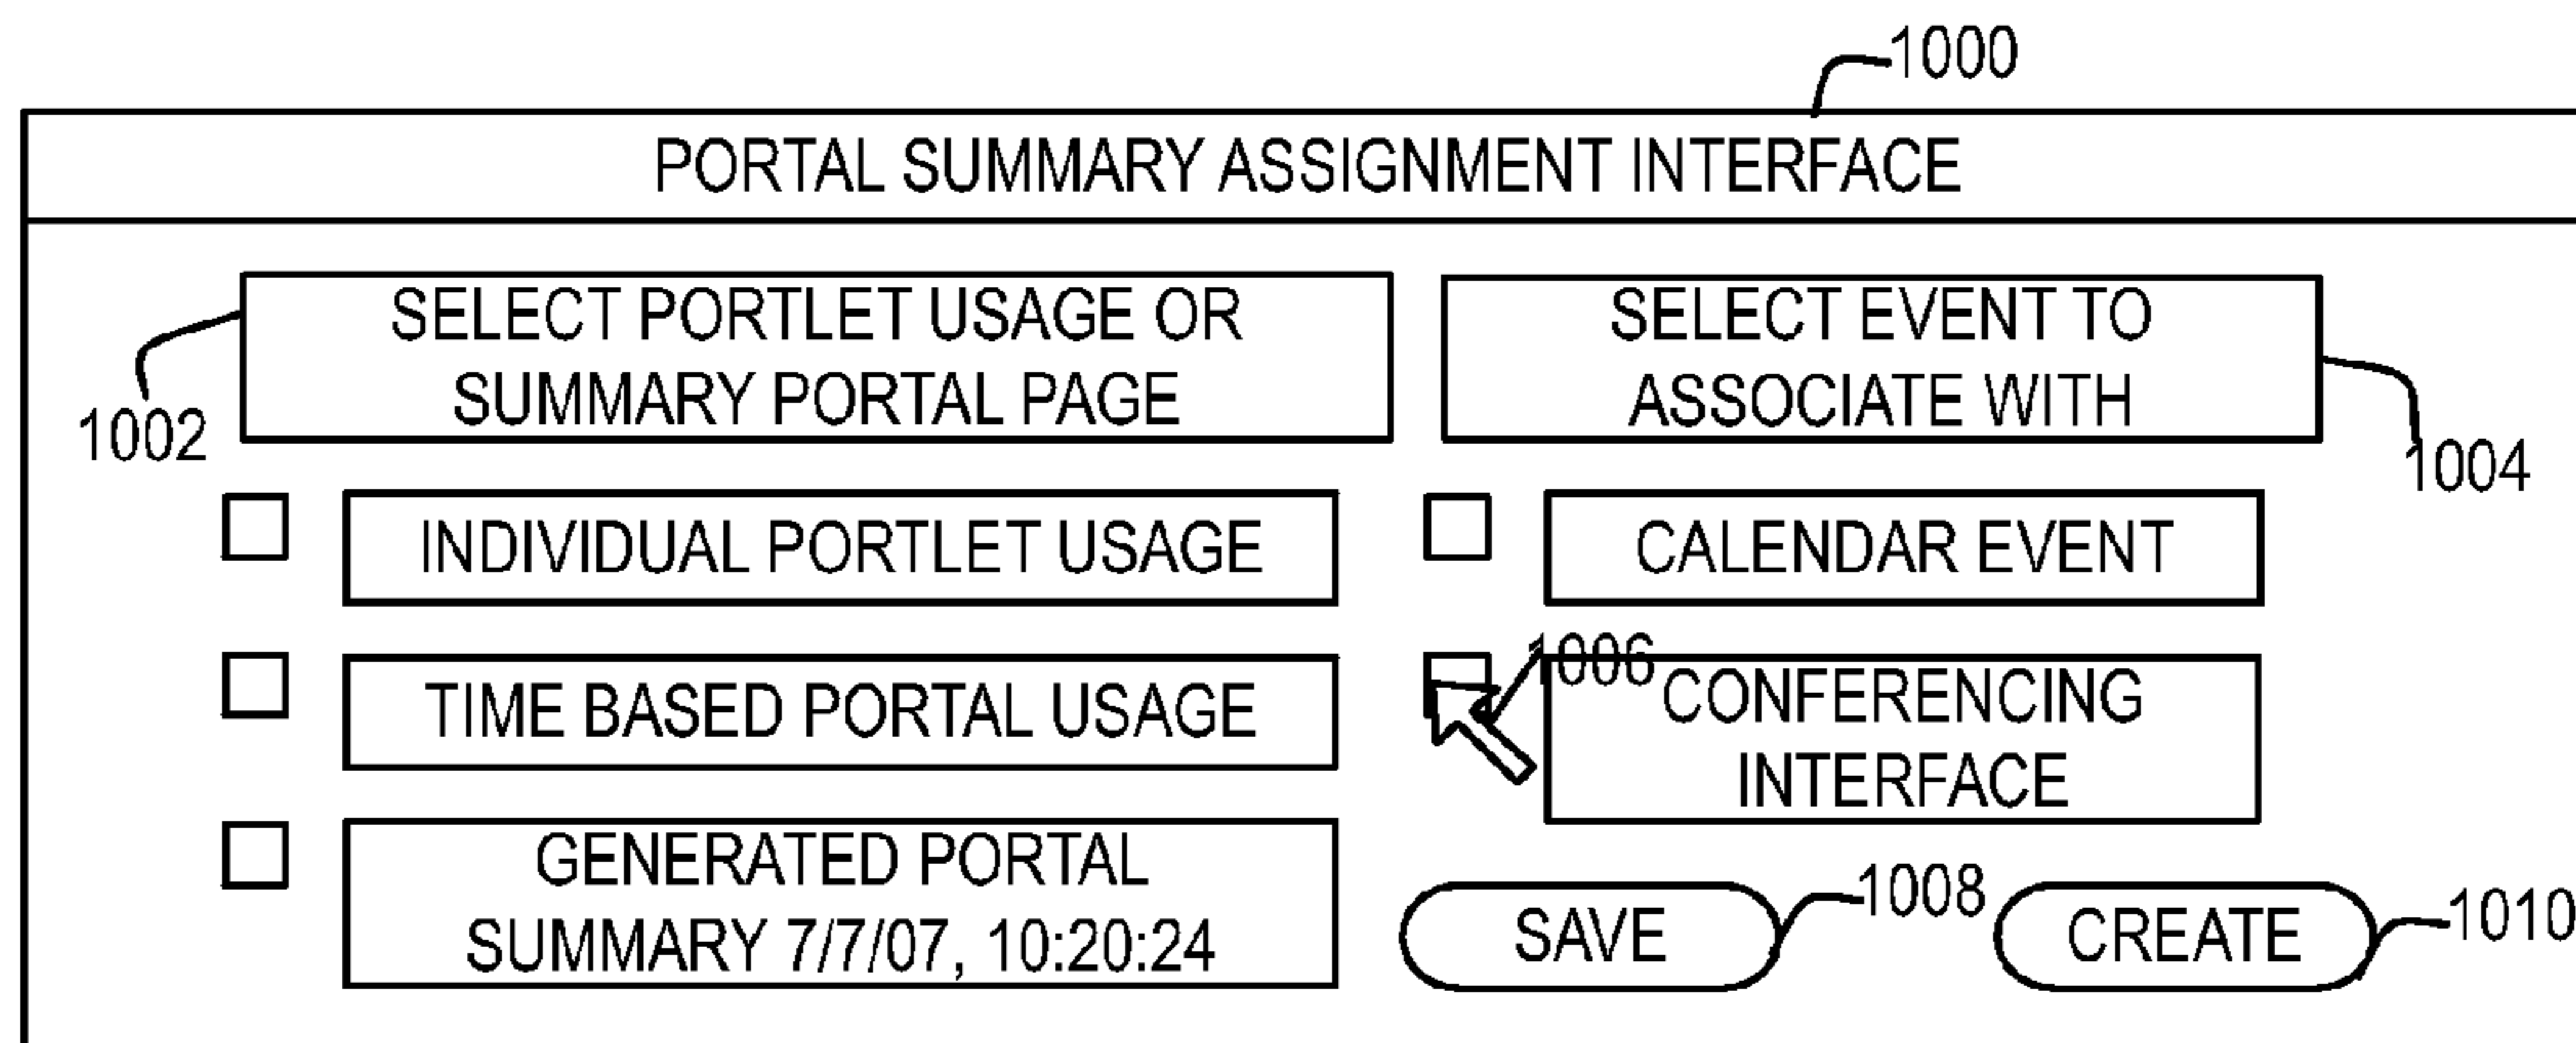 1000
PORTAL SUMMARY ASSIGNMENT INTERFACE
SELECT PORTLET USAGE OR
SUMMARY PORTAL PAGE
1002
SELECT EVENT TO
ASSOCIATE WITH
1004
INDIVIDUAL PORTLET USAGE
CALENDAR EVENT
TIME BASED PORTAL USAGE
1006
CONFERENCING
INTERFACE
GENERATED PORTAL
SUMMARY 7/7/07, 10:20:24
SAVE
1008
CREATE
1010